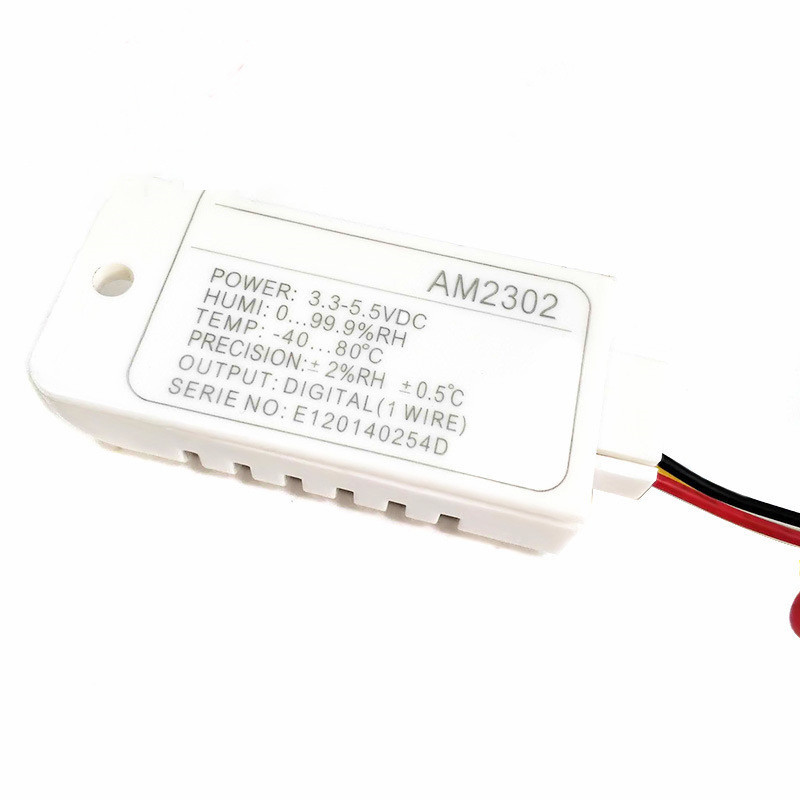 AM2302
POWER: 3.3-5.5VDC
HUMI: 0...99.9%RH
TEMP: -40...80°C
PRECISION:±2%RH ±0.5°C
OUTPUT: DIGITAL(1 WIRE)
SERIE NO: E120140254D